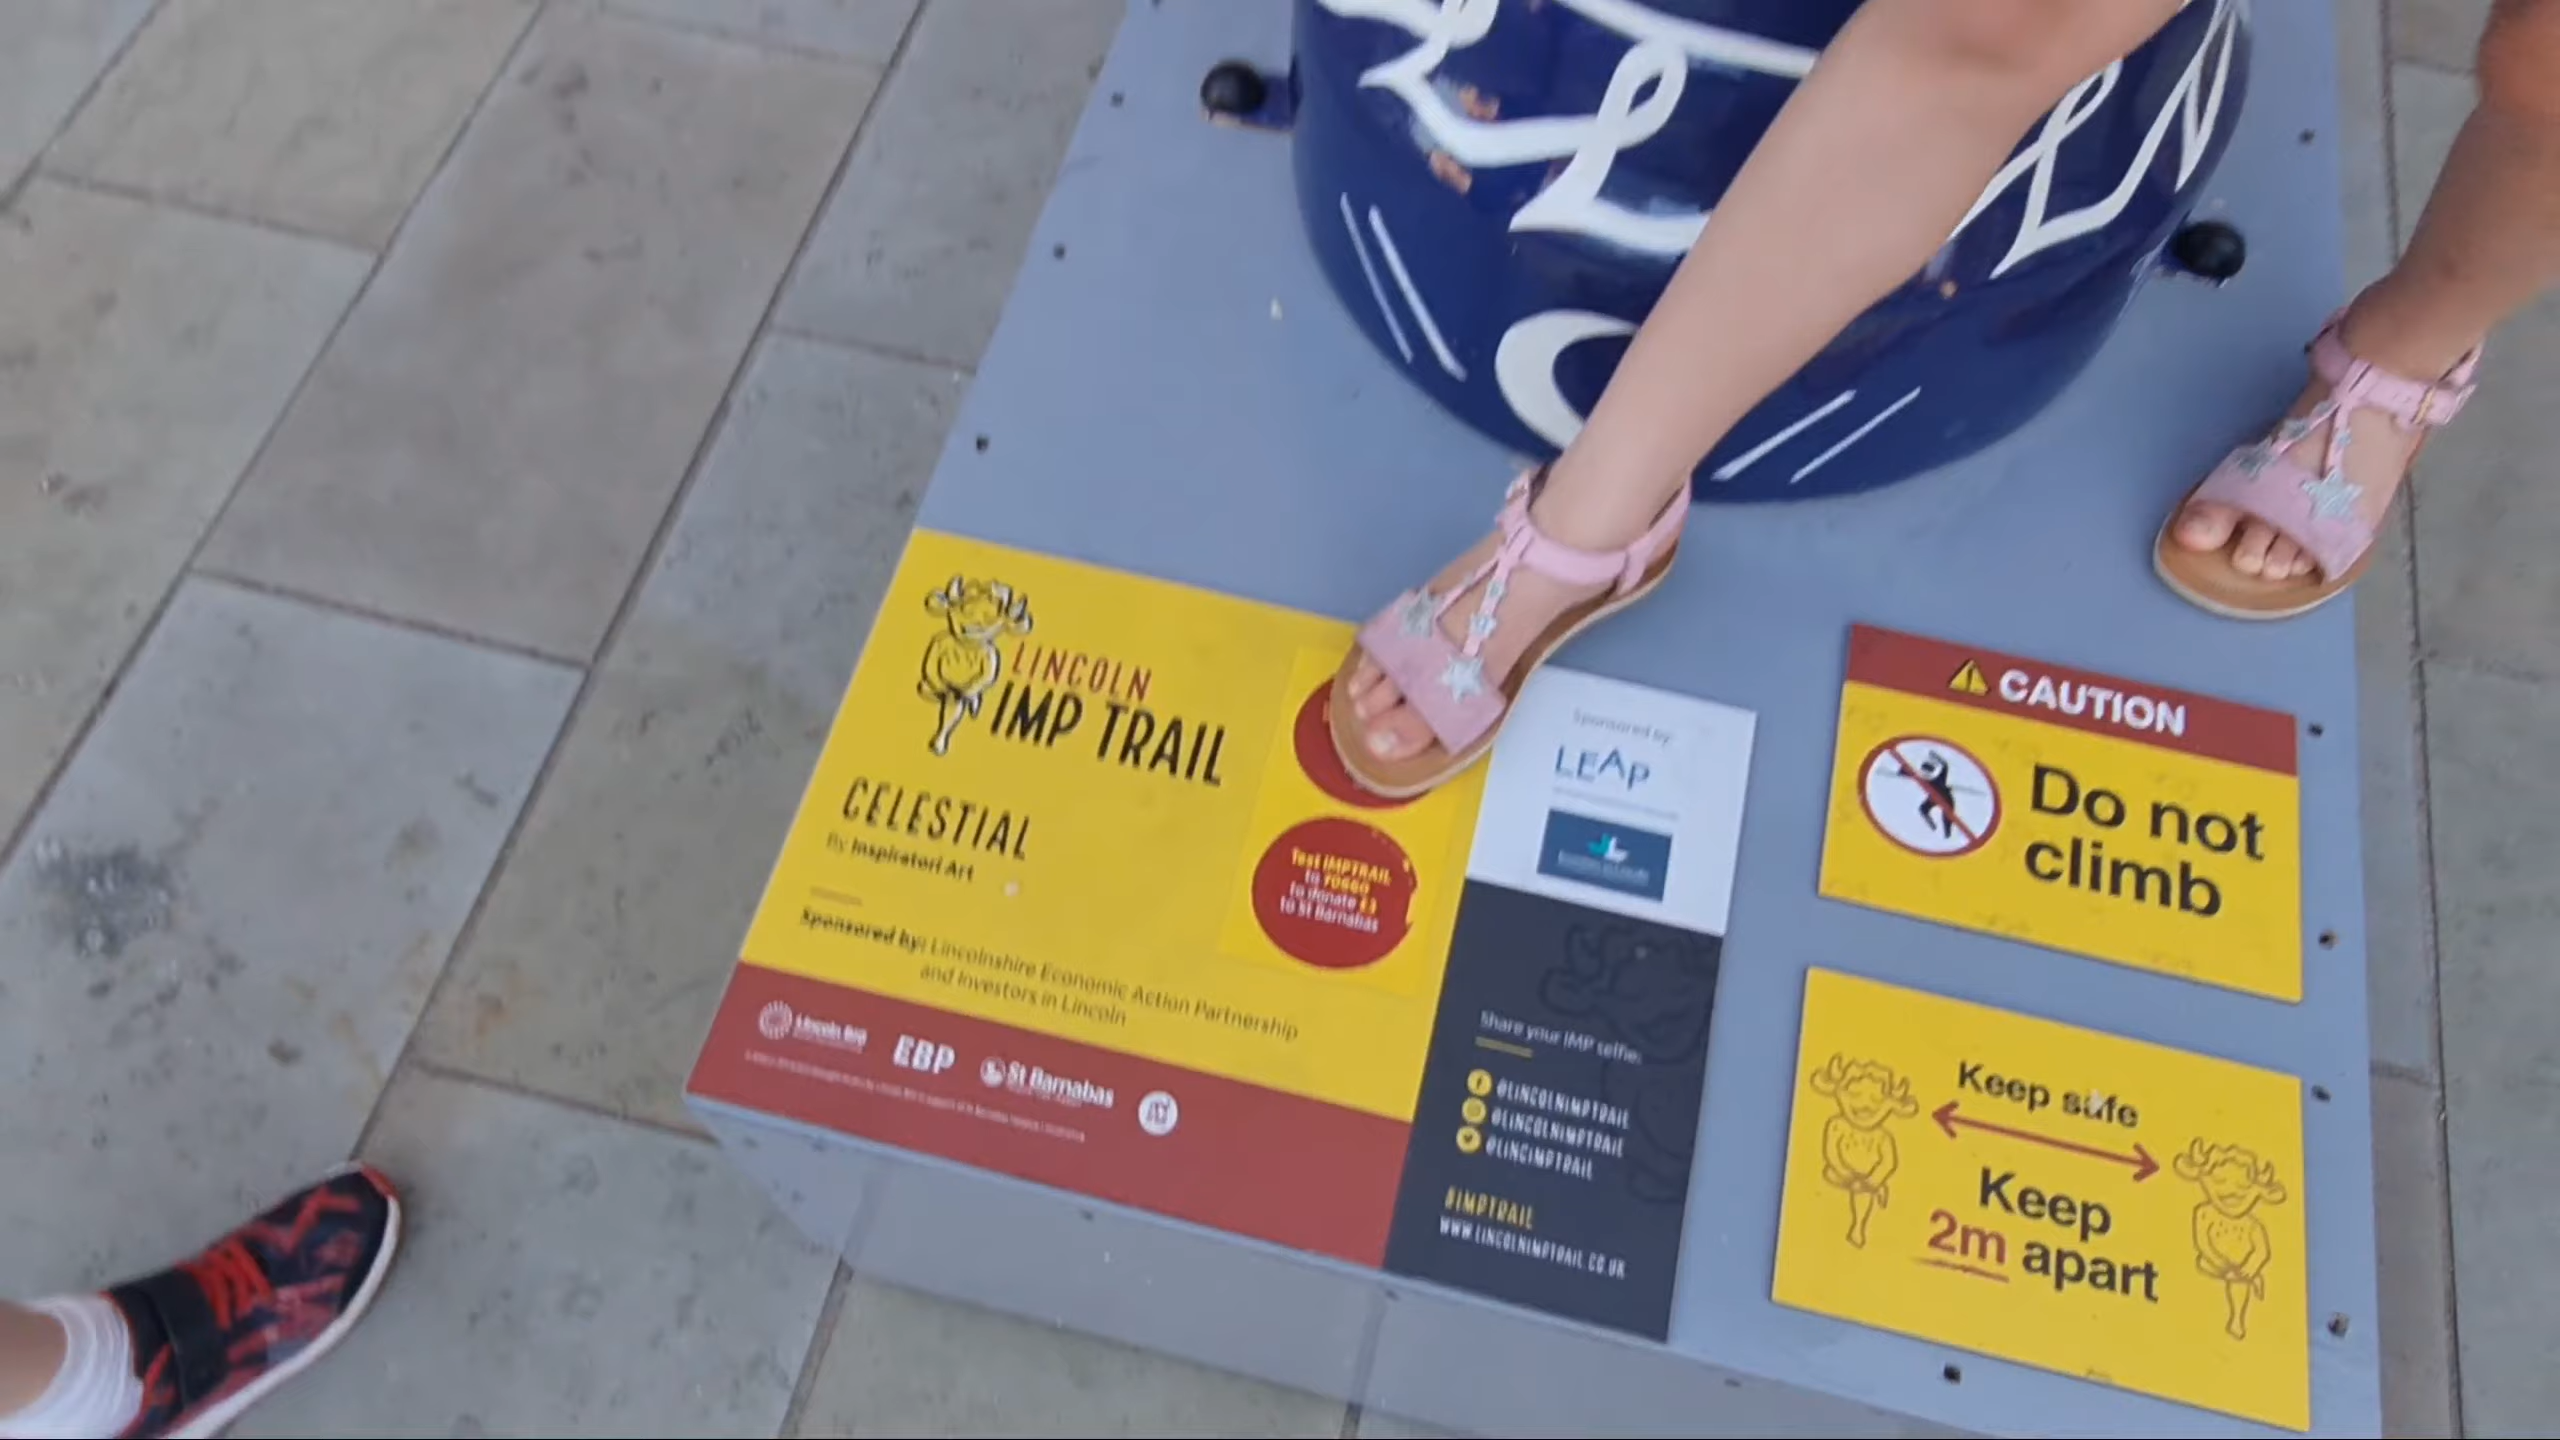 LINCOLN
IMP TRAIL
CELESTIAL
By Inspiratori Art
Sponsored by: Lincolnshire Economic Action Partnership
and Investors in Lincoln
Text IMPTRAIL
to 70660
to donate £3
to St Barnabas
Lincoln BIG
EBP
St Barnabas
Sponsored by:
LEAP
Share your IMP selfie.
@LINCOLNIMPTRAIL
@LINCOLNIMPTRAIL
@LINCIMPTRAIL
#IMPTRAIL
WWW.LINCOLNIMPTRAIL.CO.UK
CAUTION
Do not
climb
Keep safe
Keep
2m apart